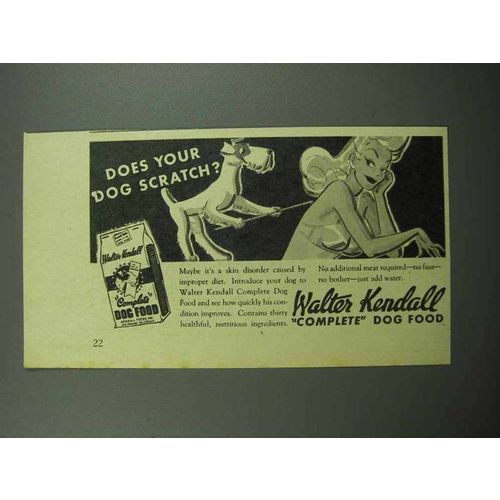 DOES YOUR
DOG SCRATCH?
Walter Kendall
"Complete"
DOG FOOD
Maybe it's a skin disorder caused by
improper diet. Introduce your dog to
Walter Kendall Complete Dog
Food and see how quickly his con-
dition improves. Contains thirty
healthful, nutritious ingredients.
No additional meat required—no fuss—
no bother—just add water.
Walter Kendall
"COMPLETE" DOG FOOD
22